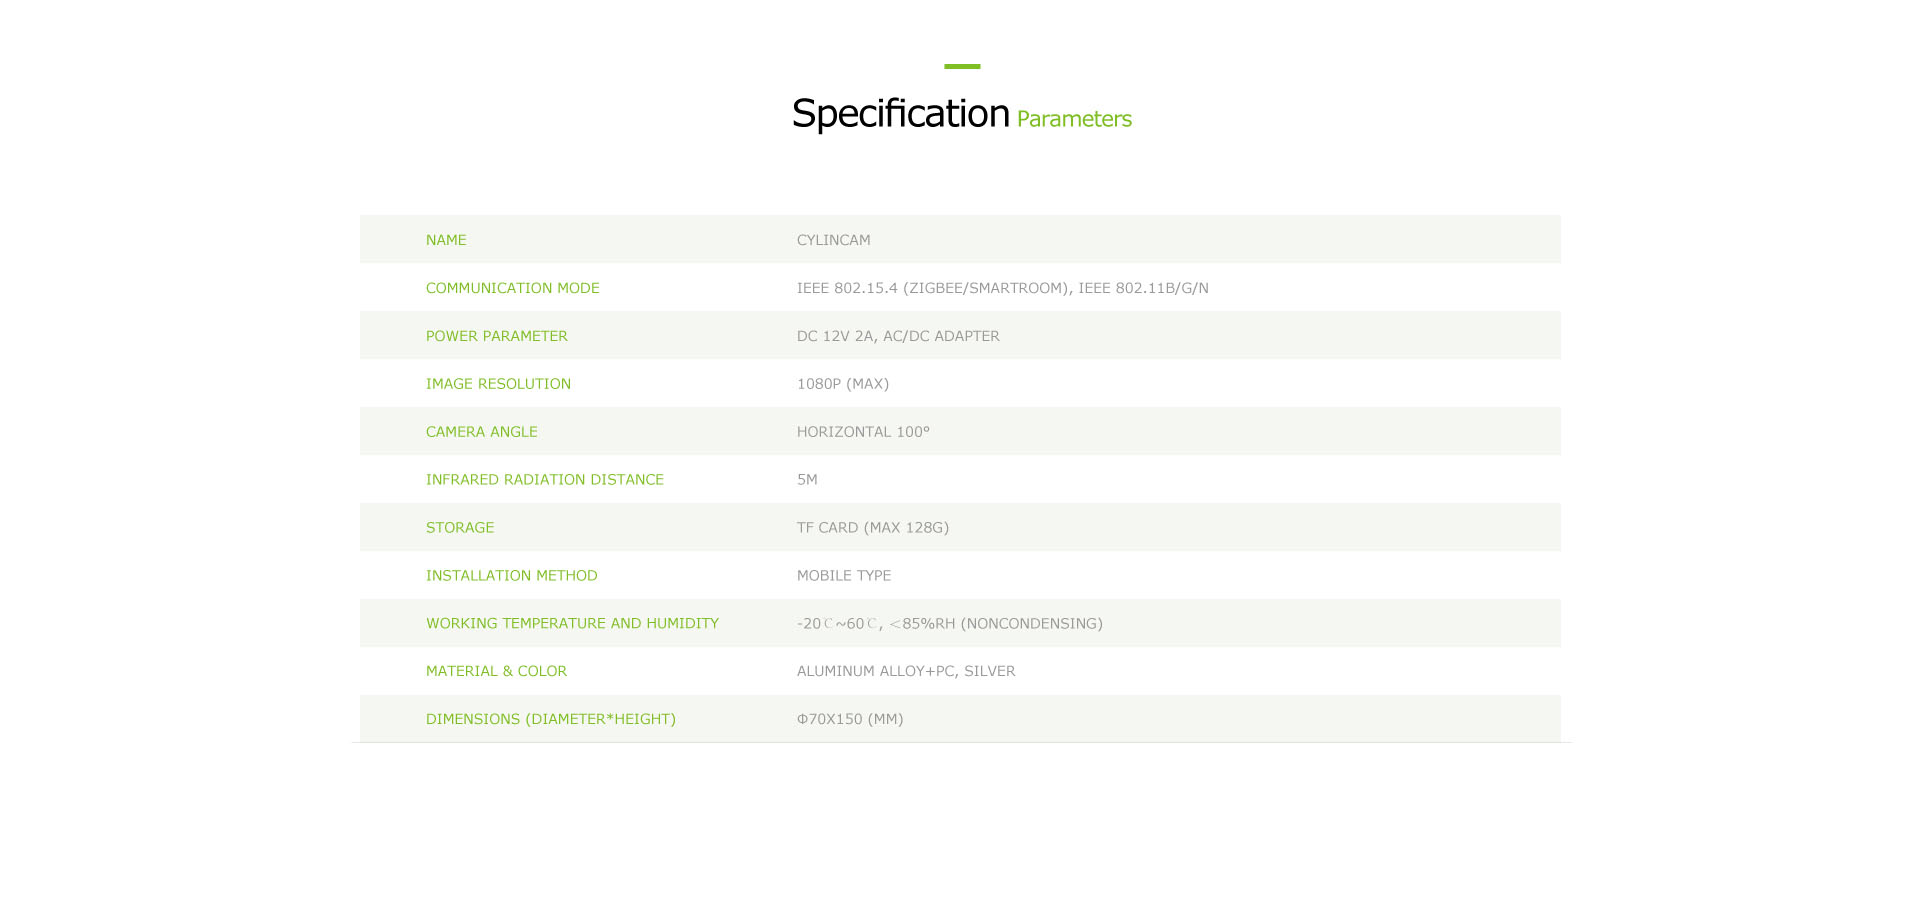 Specification Parameters
NAME CYLINCAM
COMMUNICATION MODE IEEE 802.15.4 (ZIGBEE/SMARTROOM), IEEE 802.11B/G/N
POWER PARAMETER DC 12V 2A, AC/DC ADAPTER
IMAGE RESOLUTION 1080P (MAX)
CAMERA ANGLE HORIZONTAL 100°
INFRARED RADIATION DISTANCE 5M
STORAGE TF CARD (MAX 128G)
INSTALLATION METHOD MOBILE TYPE
WORKING TEMPERATURE AND HUMIDITY -20℃~60℃, <85%RH (NONCONDENSING)
MATERIAL & COLOR ALUMINUM ALLOY+PC, SILVER
DIMENSIONS (DIAMETER*HEIGHT) Φ70X150 (MM)